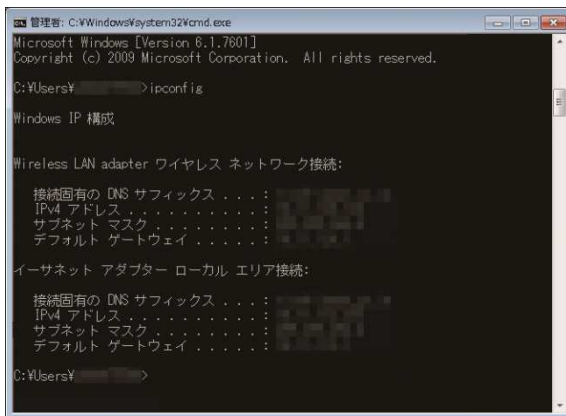 管理者: C:¥Windows¥system32¥cmd.exe
Microsoft Windows [Version 6.1.7601]
Copyright (c) 2009 Microsoft Corporation.  All rights reserved.
C:¥Users¥ >ipconfig
Windows IP 構成
Wireless LAN adapter ワイヤレス ネットワーク接続:
接続固有の DNS サフィックス . . . . :
IPv4 アドレス . . . . . . . . . . . :
サブネット マスク . . . . . . . . . :
デフォルト ゲートウェイ . . . . . . :
イーサネット アダプター ローカル エリア接続:
接続固有の DNS サフィックス . . . . :
IPv4 アドレス . . . . . . . . . . . :
サブネット マスク . . . . . . . . . :
デフォルト ゲートウェイ . . . . . . :
C:¥Users¥ >